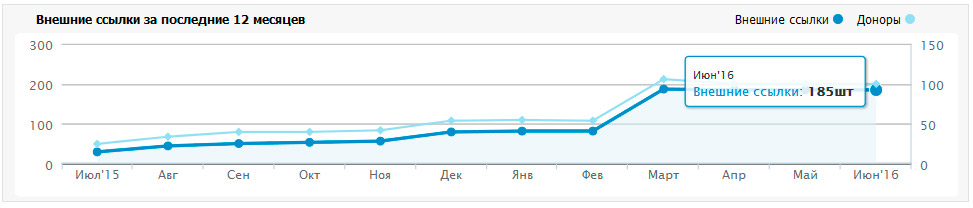 Внешние ссылки за последние 12 месяцев
Внешние ссылки Доноры
300 150
200 100
100 50
0 0
Июн'16
Внешние ссылки: 185шт
Июл'15 Авг Сен Окт Ноя Дек Янв Фев Март Апр Май Июн'16